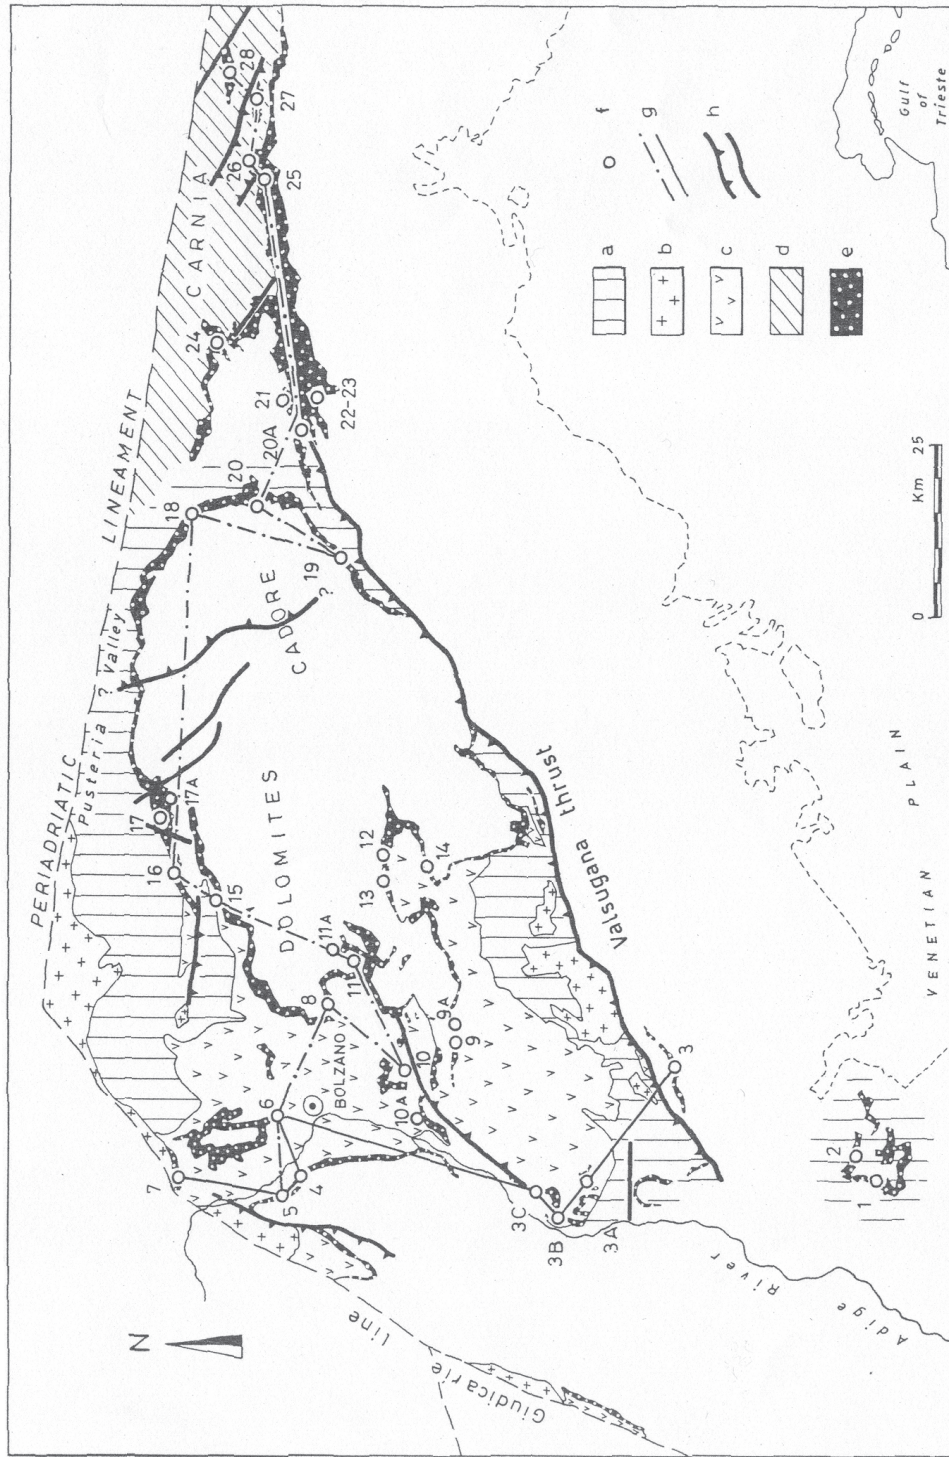 PERIADRIATIC LINEAMENT
Pusteria ? Valley
CARNIA
CADORE
DOLOMITES
BOLZANO
Valsugana thrust
Giudicarie Line
Adige River
VENETIAN PLAIN
Gulf
of
Trieste
N
1
2
3
3A
3B
3C
4
5
6
7
8
9
9A
10
10A
11
11A
12
13
14
15
16
17
17A
18
19
?
20
20A
21
22-23
24
25
26
27
28
a
b
c
d
e
f
g
h
0 Km 25